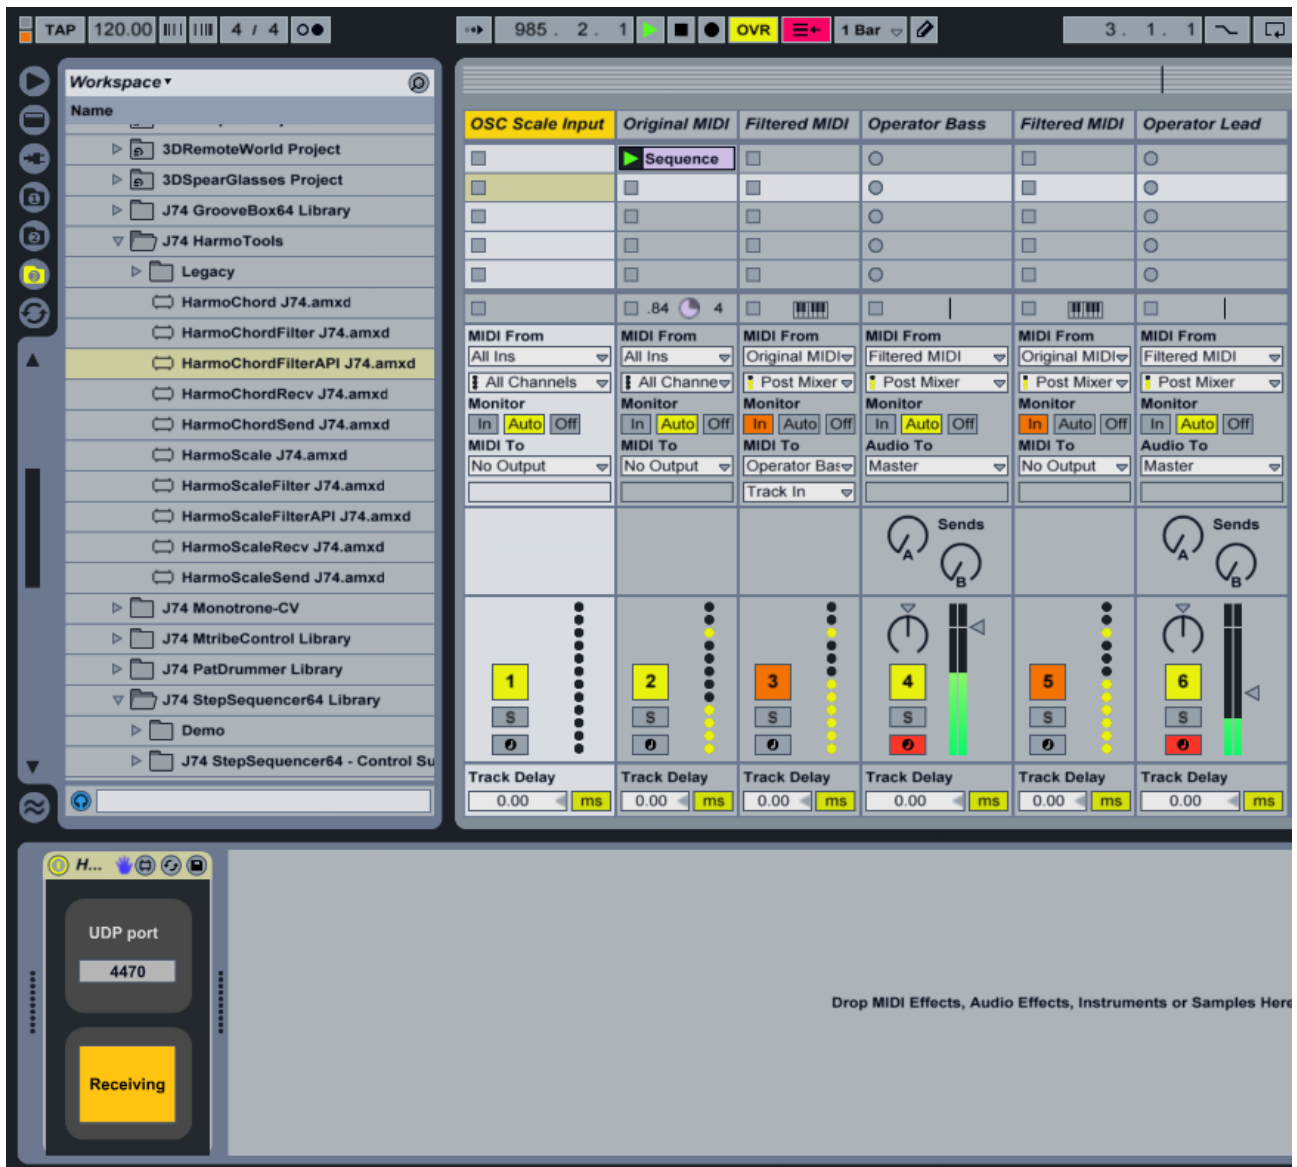 TAP 120.00 4 / 4 985 . 2 . 1 OVR 1 Bar 3 . 1 . 1
Workspace
Name
3DRemoteWorld Project
3DSpearGlasses Project
J74 GrooveBox64 Library
J74 HarmoTools
Legacy
HarmoChord J74.amxd
HarmoChordFilter J74.amxd
HarmoChordFilterAPI J74.amxd
HarmoChordRecv J74.amxd
HarmoChordSend J74.amxd
HarmoScale J74.amxd
HarmoScaleFilter J74.amxd
HarmoScaleFilterAPI J74.amxd
HarmoScaleRecv J74.amxd
HarmoScaleSend J74.amxd
J74 Monotrone-CV
J74 MtribeControl Library
J74 PatDrummer Library
J74 StepSequencer64 Library
Demo
J74 StepSequencer64 - Control Su
OSC Scale Input Original MIDI Filtered MIDI Operator Bass Filtered MIDI Operator Lead
Sequence
.84 4
MIDI From MIDI From MIDI From MIDI From MIDI From MIDI From
All Ins All Ins Original MIDI Filtered MIDI Original MIDI Filtered MIDI
All Channels All Channe Post Mixer Post Mixer Post Mixer Post Mixer
Monitor Monitor Monitor Monitor Monitor Monitor
In Auto Off In Auto Off In Auto Off In Auto Off In Auto Off In Auto Off
MIDI To MIDI To MIDI To Audio To MIDI To Audio To
No Output No Output Operator Bas Master No Output Master
Track In
Sends Sends
A A
B B
1 2 3 4 5 6
S S S S S S
Track Delay Track Delay Track Delay Track Delay Track Delay Track Delay
0.00 ms 0.00 ms 0.00 ms 0.00 ms 0.00 ms 0.00 ms
H...
UDP port
4470
Receiving
Drop MIDI Effects, Audio Effects, Instruments or Samples Here